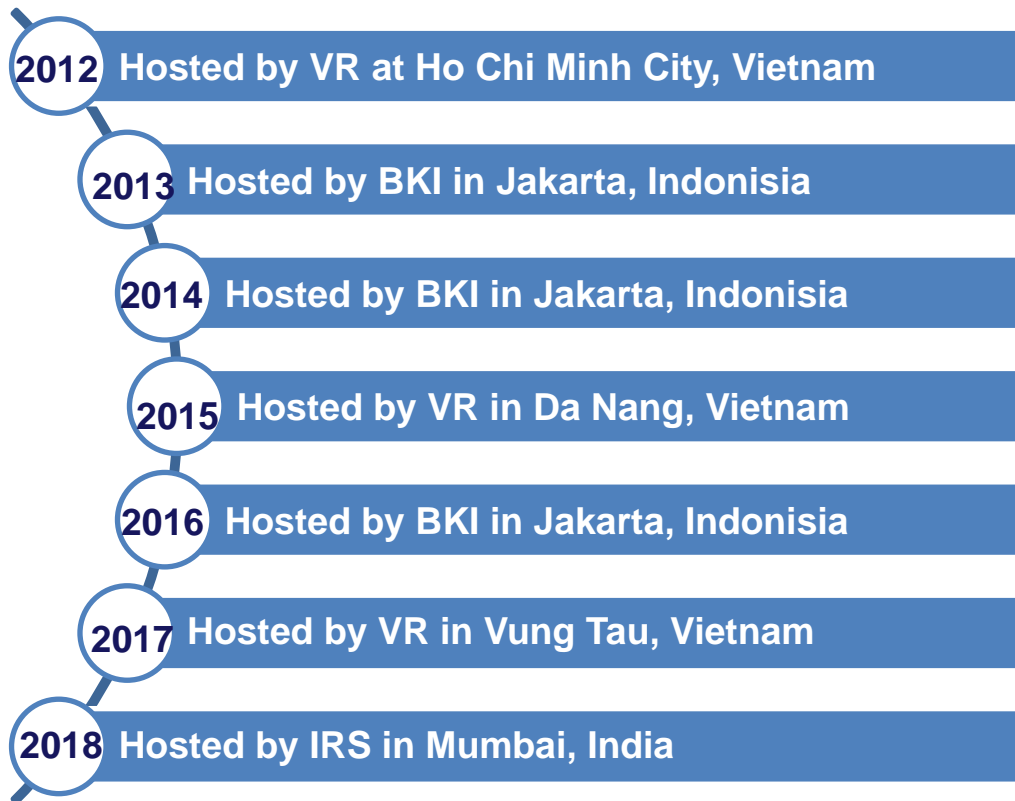 2012 Hosted by VR at Ho Chi Minh City, Vietnam
2013 Hosted by BKI in Jakarta, Indonisia
2014 Hosted by BKI in Jakarta, Indonisia
2015 Hosted by VR in Da Nang, Vietnam
2016 Hosted by BKI in Jakarta, Indonisia
2017 Hosted by VR in Vung Tau, Vietnam
2018 Hosted by IRS in Mumbai, India